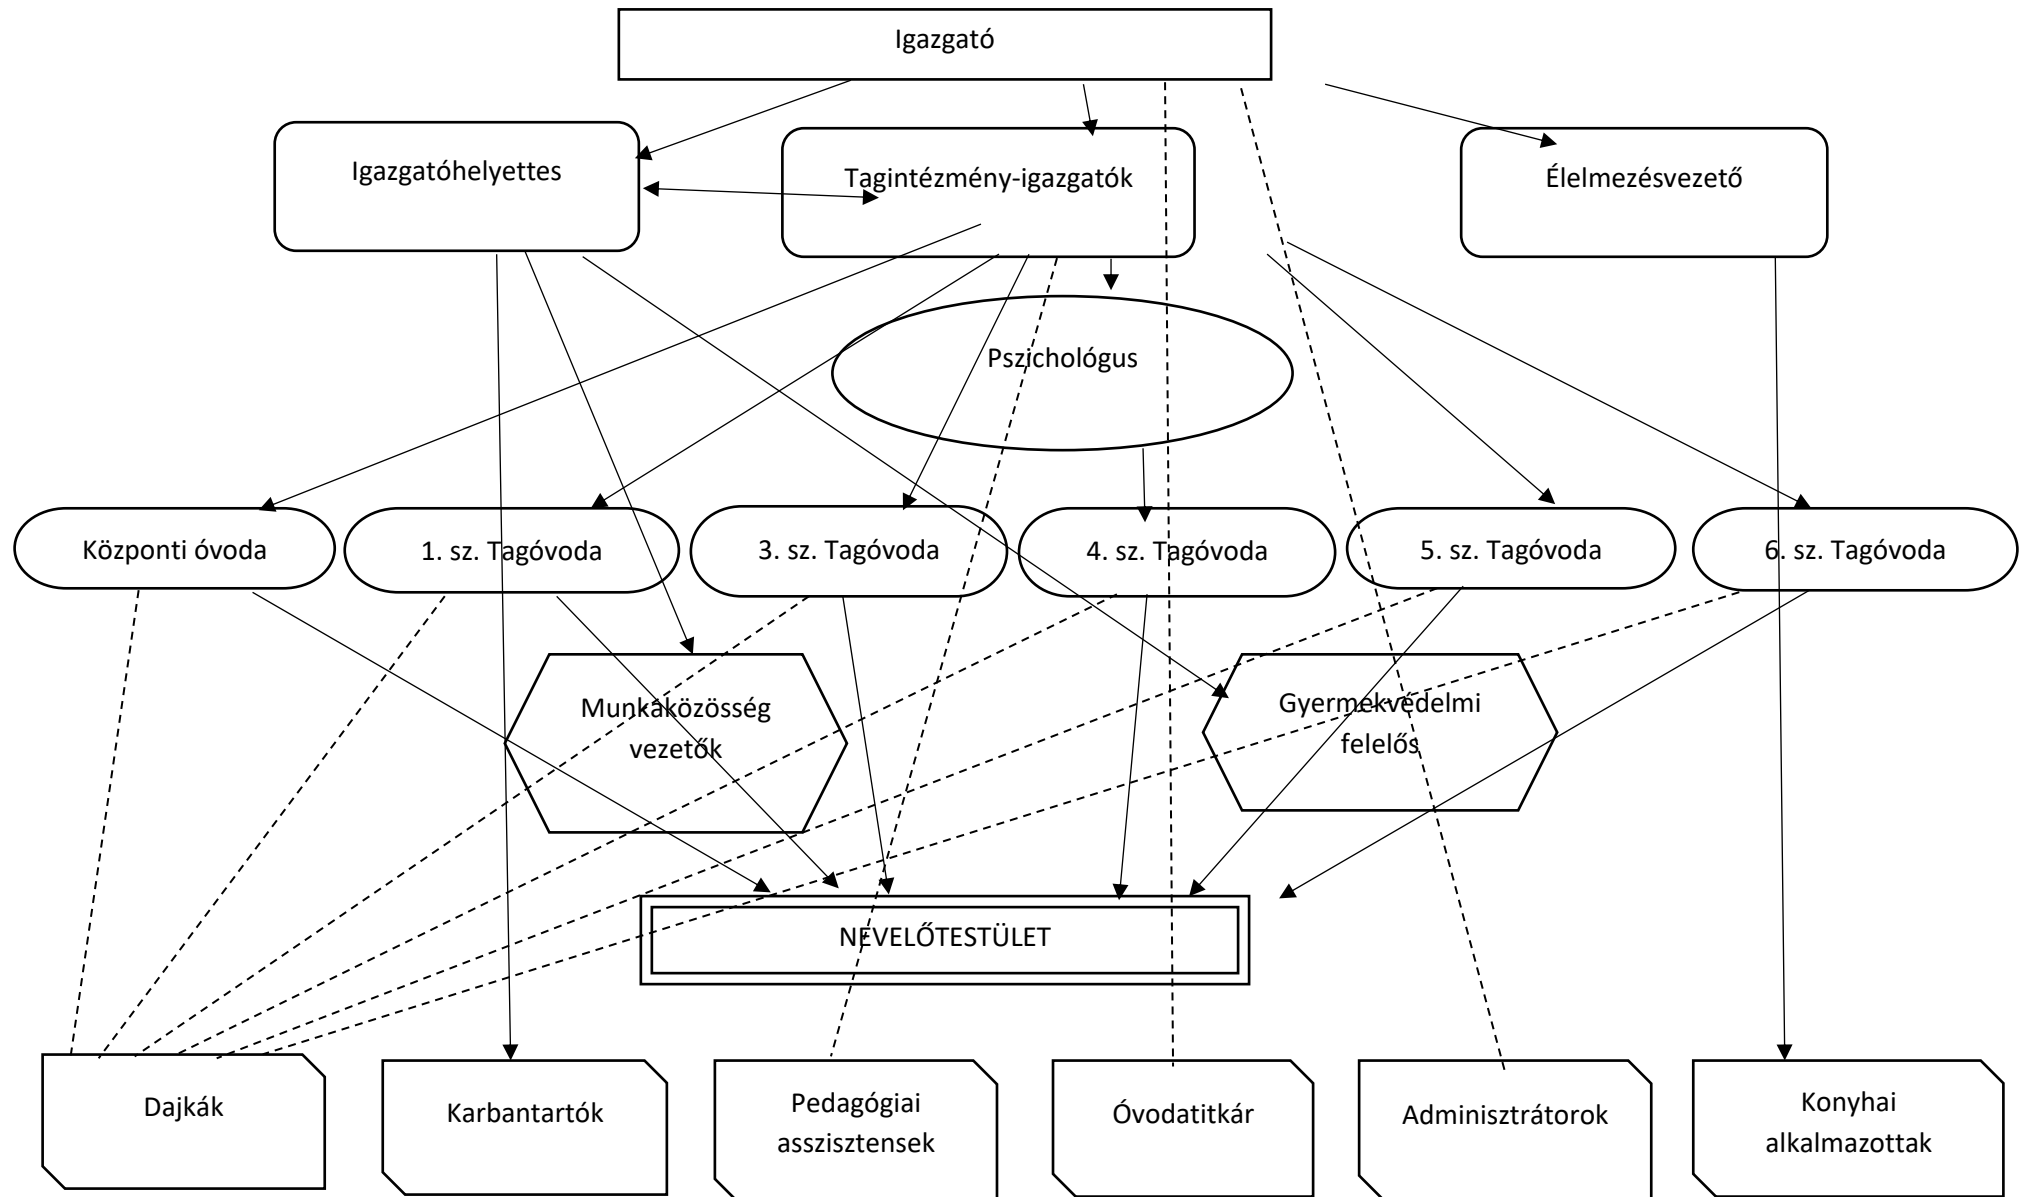 Igazgató
Igazgatóhelyettes
Tagintézmény-igazgatók
Élelmezésvezető
Pszichológus
Központi óvoda
1. sz. Tagóvoda
3. sz. Tagóvoda
4. sz. Tagóvoda
5. sz. Tagóvoda
6. sz. Tagóvoda
Munkaközösség
vezetők
Gyermekvédelmi
felelős
NEVELŐTESTÜLET
Dajkák
Karbantartók
Pedagógiai
asszisztensek
Óvodatitkár
Adminisztrátorok
Konyhai
alkalmazottak